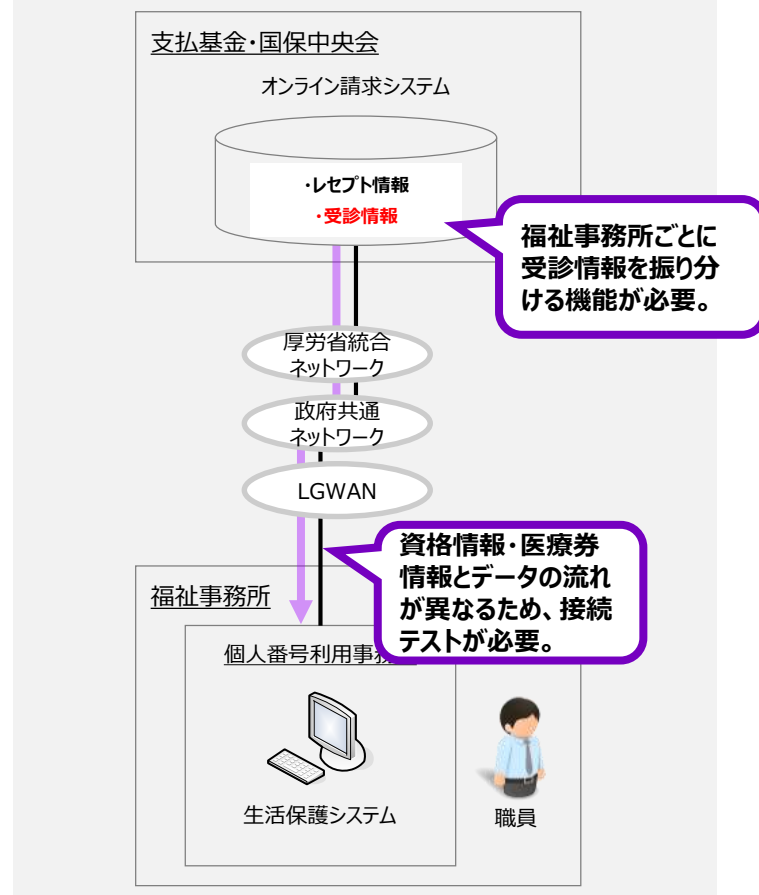 支払基金・国保中央会
オンライン請求システム
・レセプト情報
・受診情報
福祉事務所ごとに
受診情報を振り分
ける機能が必要。
厚労省統合
ネットワーク
政府共通
ネットワーク
LGWAN
資格情報・医療券
情報とデータの流れ
が異なるため、接続
テストが必要。
福祉事務所
個人番号利用事務
生活保護システム
職員